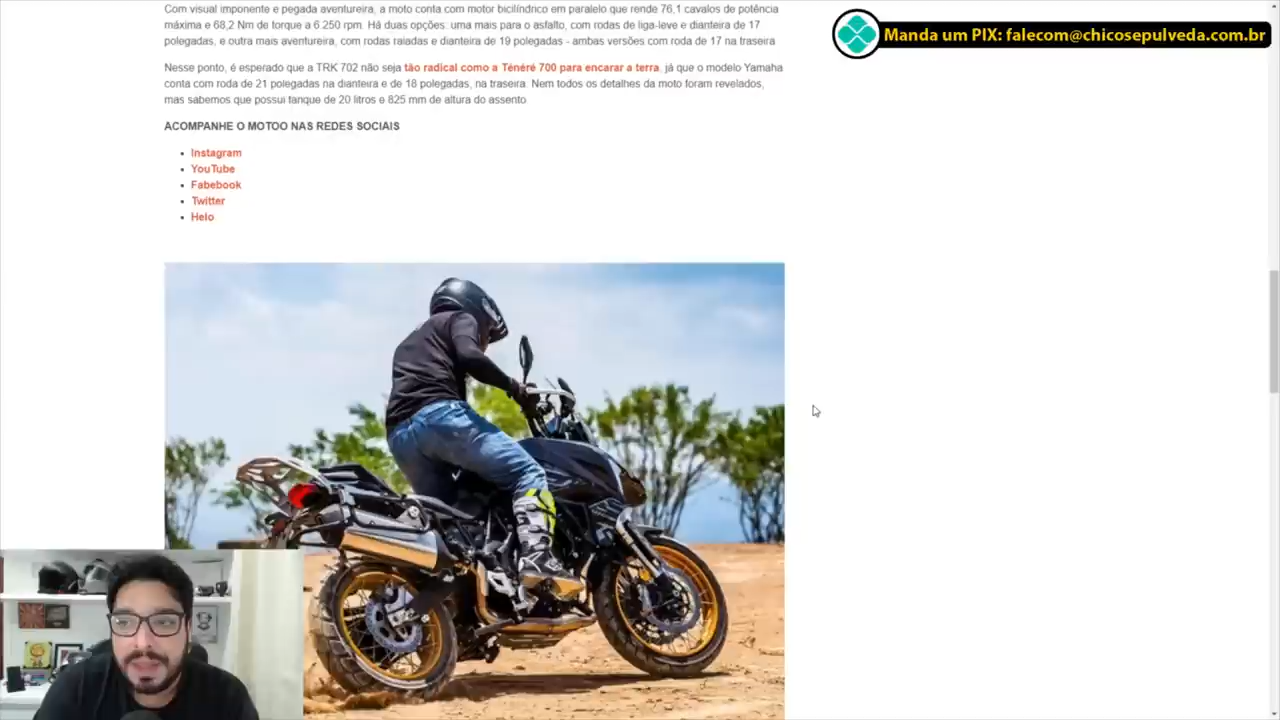 Com visual imponente e pegada aventureira, a moto conta com motor bicilíndrico em paralelo que rende 76,1 cavalos de potência
máxima e 68,2 Nm de torque a 6.250 rpm. Há duas opções: uma mais para o asfalto, com rodas de liga-leve e dianteira de 17
polegadas, e outra mais aventureira, com rodas raiadas e dianteira de 19 polegadas - ambas versões com roda de 17 na traseira
Manda um PIX: falecom@chicosepulveda.com.br
Nesse ponto, é esperado que a TRK 702 não seja tão radical como a Ténéré 700 para encarar a terra, já que o modelo Yamaha
conta com roda de 21 polegadas na dianteira e de 18 polegadas, na traseira. Nem todos os detalhes da moto foram revelados,
mas sabemos que possui tanque de 20 litros e 825 mm de altura do assento
ACOMPANHE O MOTOO NAS REDES SOCIAIS
Instagram
YouTube
Fabebook
Twitter
Helo